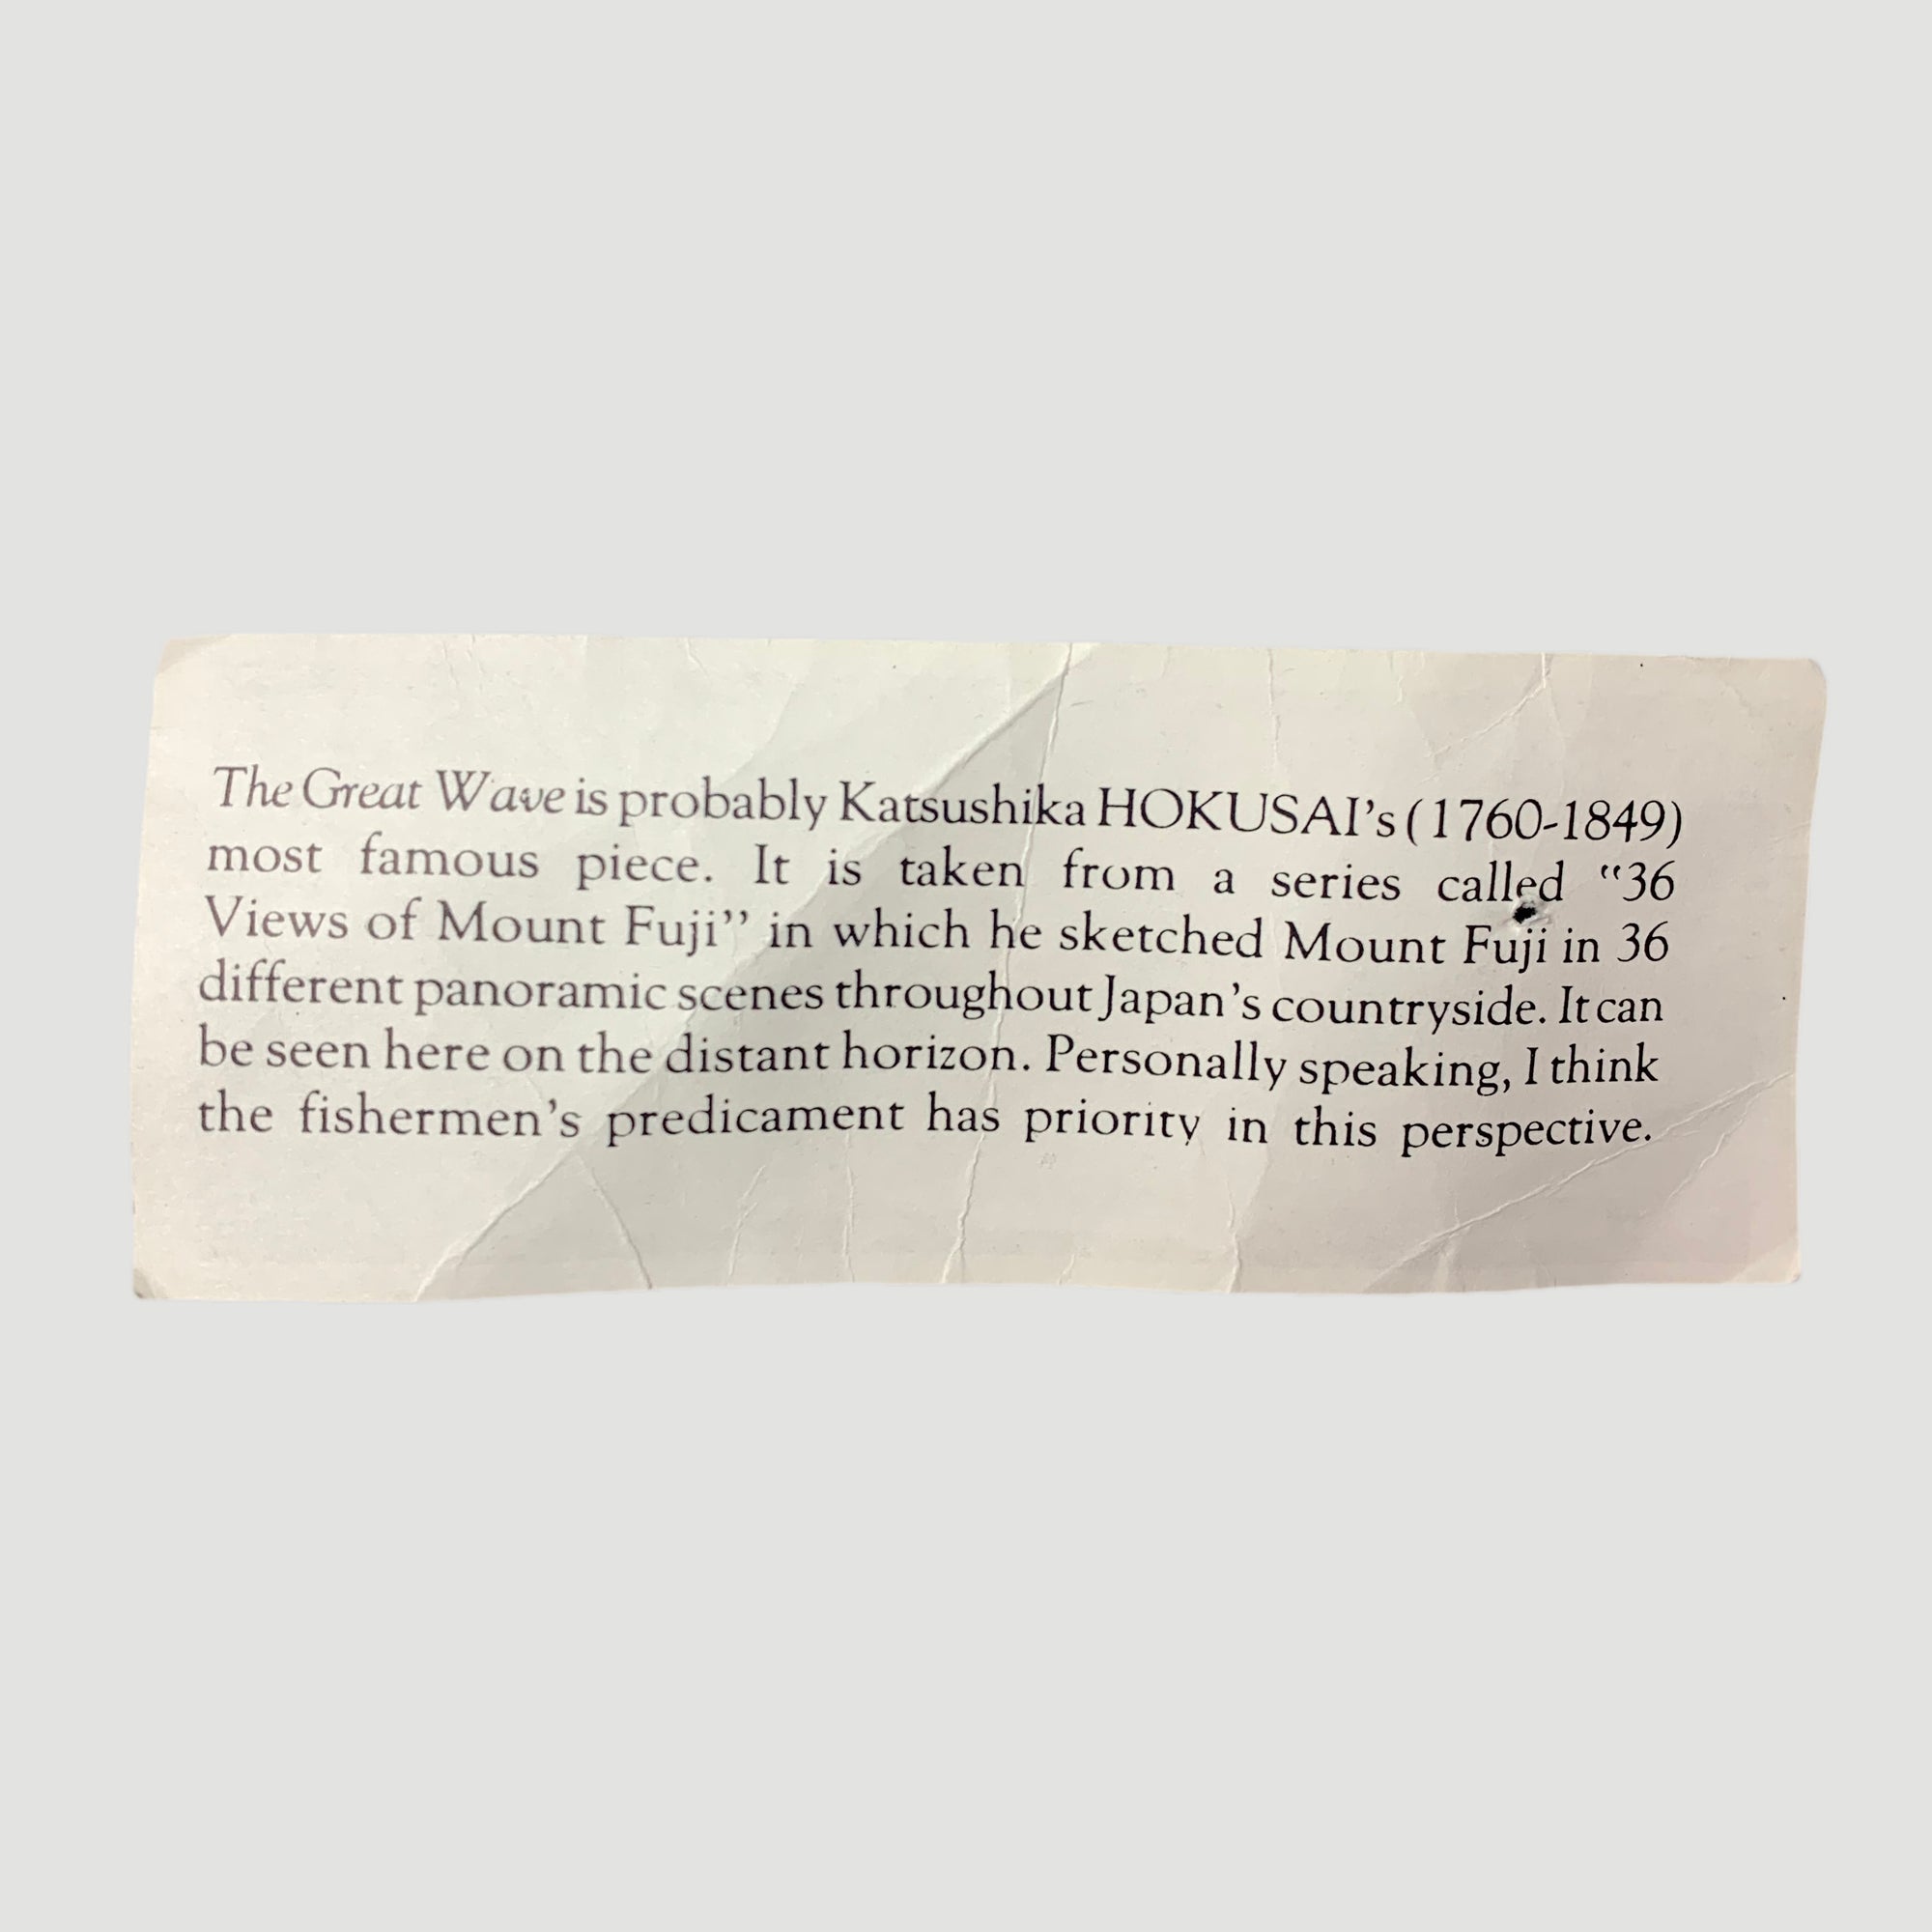 The Great Wave is probably Katsushika HOKUSAI's (1760-1849)
most famous piece. It is taken from a series called "36
Views of Mount Fuji" in which he sketched Mount Fuji in 36
different panoramic scenes throughout Japan's countryside. It can
be seen here on the distant horizon. Personally speaking, I think
the fishermen's predicament has priority in this perspective.